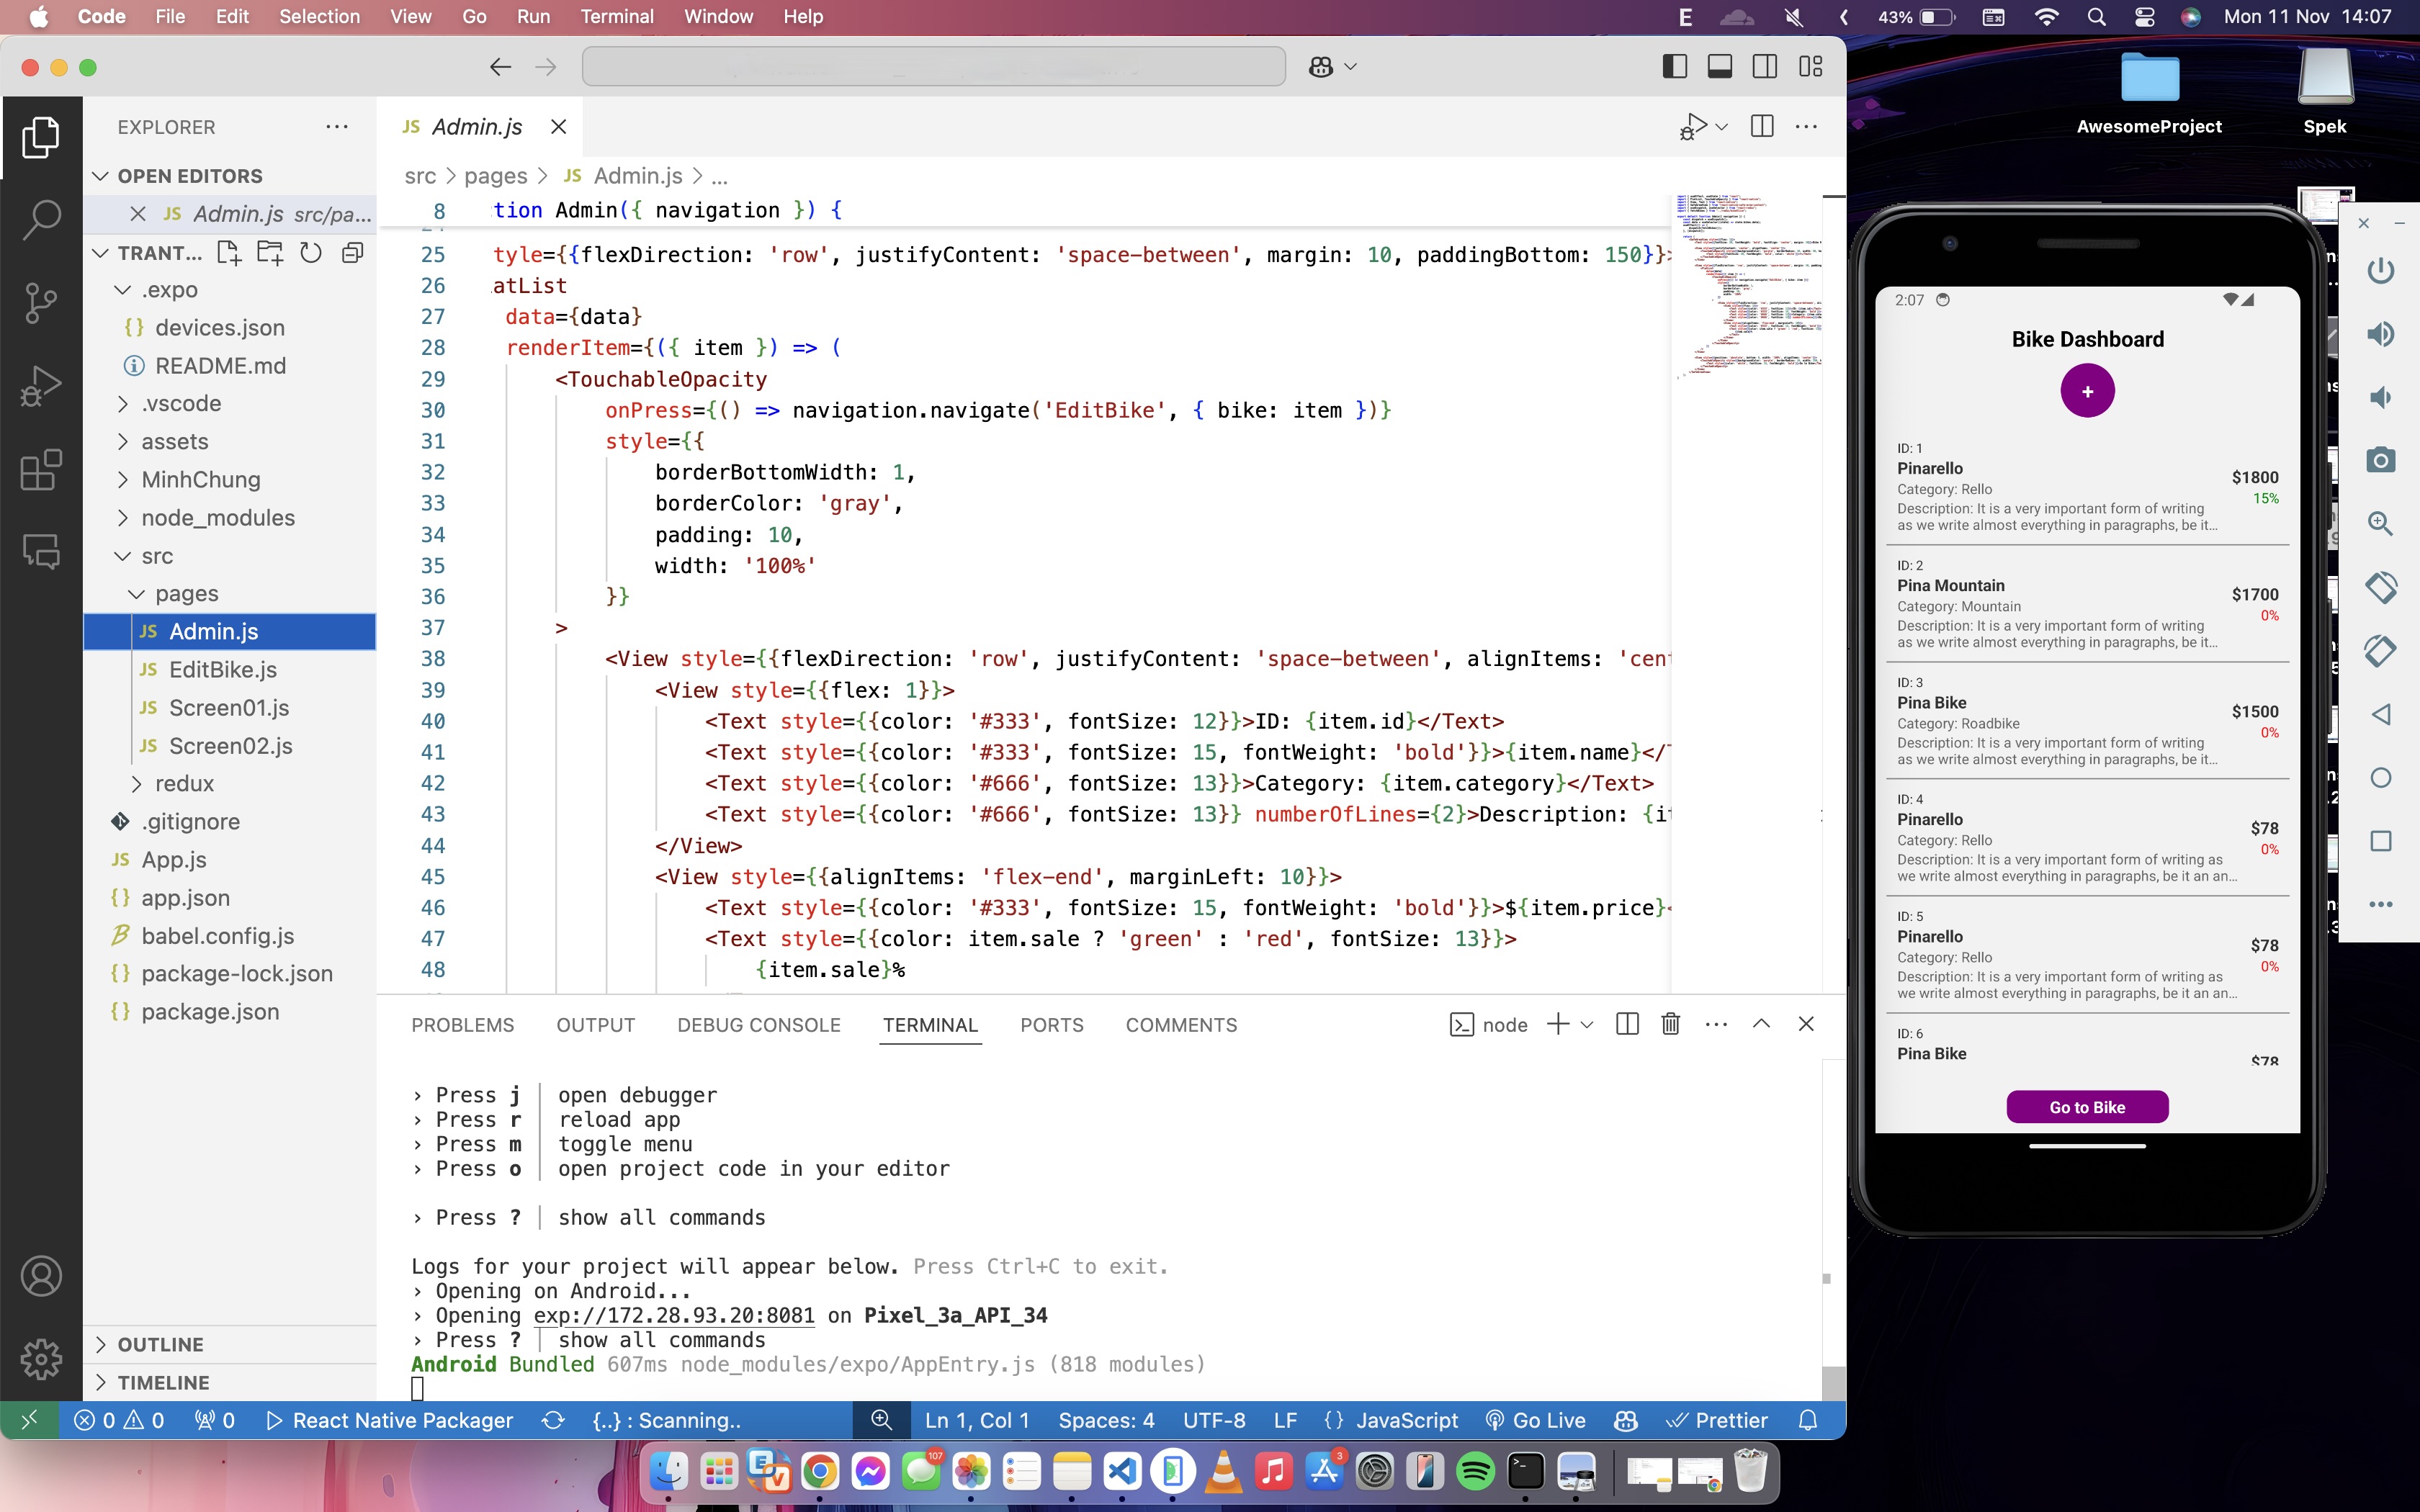 Code File Edit Selection View Go Run Terminal Window Help
E 43% Mon 11 Nov 14:07
EXPLORER
OPEN EDITORS
JS Admin.js src/pa...
TRANT...
.expo
{} devices.json
README.md
.vscode
assets
MinhChung
node_modules
src
pages
JS Admin.js
JS EditBike.js
JS Screen01.js
JS Screen02.js
redux
.gitignore
JS App.js
{} app.json
babel.config.js
{} package-lock.json
{} package.json
OUTLINE
TIMELINE
JS Admin.js
src > pages > JS Admin.js > ...
8 tion Admin({ navigation }) {
25 tyle={{flexDirection: 'row', justifyContent: 'space-between', margin: 10, paddingBottom: 150}}>
26 atList
27 data={data}
28 renderItem={({ item }) => (
29 <TouchableOpacity
30 onPress={() => navigation.navigate('EditBike', { bike: item })}
31 style={{
32 borderBottomWidth: 1,
33 borderColor: 'gray',
34 padding: 10,
35 width: '100%'
36 }}
37 >
38 <View style={{flexDirection: 'row', justifyContent: 'space-between', alignItems: 'cent
39 <View style={{flex: 1}}>
40 <Text style={{color: '#333', fontSize: 12}}>ID: {item.id}</Text>
41 <Text style={{color: '#333', fontSize: 15, fontWeight: 'bold'}}>{item.name}</T
42 <Text style={{color: '#666', fontSize: 13}}>Category: {item.category}</Text>
43 <Text style={{color: '#666', fontSize: 13}} numberOfLines={2}>Description: {it
44 </View>
45 <View style={{alignItems: 'flex-end', marginLeft: 10}}>
46 <Text style={{color: '#333', fontSize: 15, fontWeight: 'bold'}}>${item.price}<
47 <Text style={{color: item.sale ? 'green' : 'red', fontSize: 13}}>
48 {item.sale}%
PROBLEMS OUTPUT DEBUG CONSOLE TERMINAL PORTS COMMENTS
node
› Press j │ open debugger
› Press r │ reload app
› Press m │ toggle menu
› Press o │ open project code in your editor
› Press ? │ show all commands
Logs for your project will appear below. Press Ctrl+C to exit.
› Opening on Android...
› Opening exp://172.28.93.20:8081 on Pixel_3a_API_34
› Press ? │ show all commands
Android Bundled 607ms node_modules/expo/AppEntry.js (818 modules)
0 0 0 React Native Packager {..} : Scanning.. Ln 1, Col 1 Spaces: 4 UTF-8 LF {} JavaScript Go Live Prettier
AwesomeProject
Spek
2:07
Bike Dashboard
+
ID: 1
Pinarello
$1800
Category: Rello
15%
Description: It is a very important form of writing
as we write almost everything in paragraphs, be it...
ID: 2
Pina Mountain
$1700
Category: Mountain
0%
Description: It is a very important form of writing
as we write almost everything in paragraphs, be it...
ID: 3
Pina Bike
$1500
Category: Roadbike
0%
Description: It is a very important form of writing
as we write almost everything in paragraphs, be it...
ID: 4
Pinarello
$78
Category: Rello
0%
Description: It is a very important form of writing as
we write almost everything in paragraphs, be it an an...
ID: 5
Pinarello
$78
Category: Rello
0%
Description: It is a very important form of writing as
we write almost everything in paragraphs, be it an an...
ID: 6
Pina Bike
$78
Go to Bike
107
3